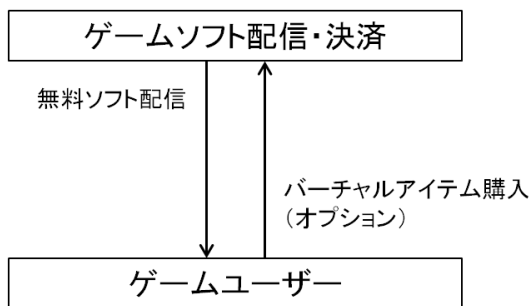 ゲームソフト配信・決済
無料ソフト配信
バーチャルアイテム購入
(オプション)
ゲームユーザー